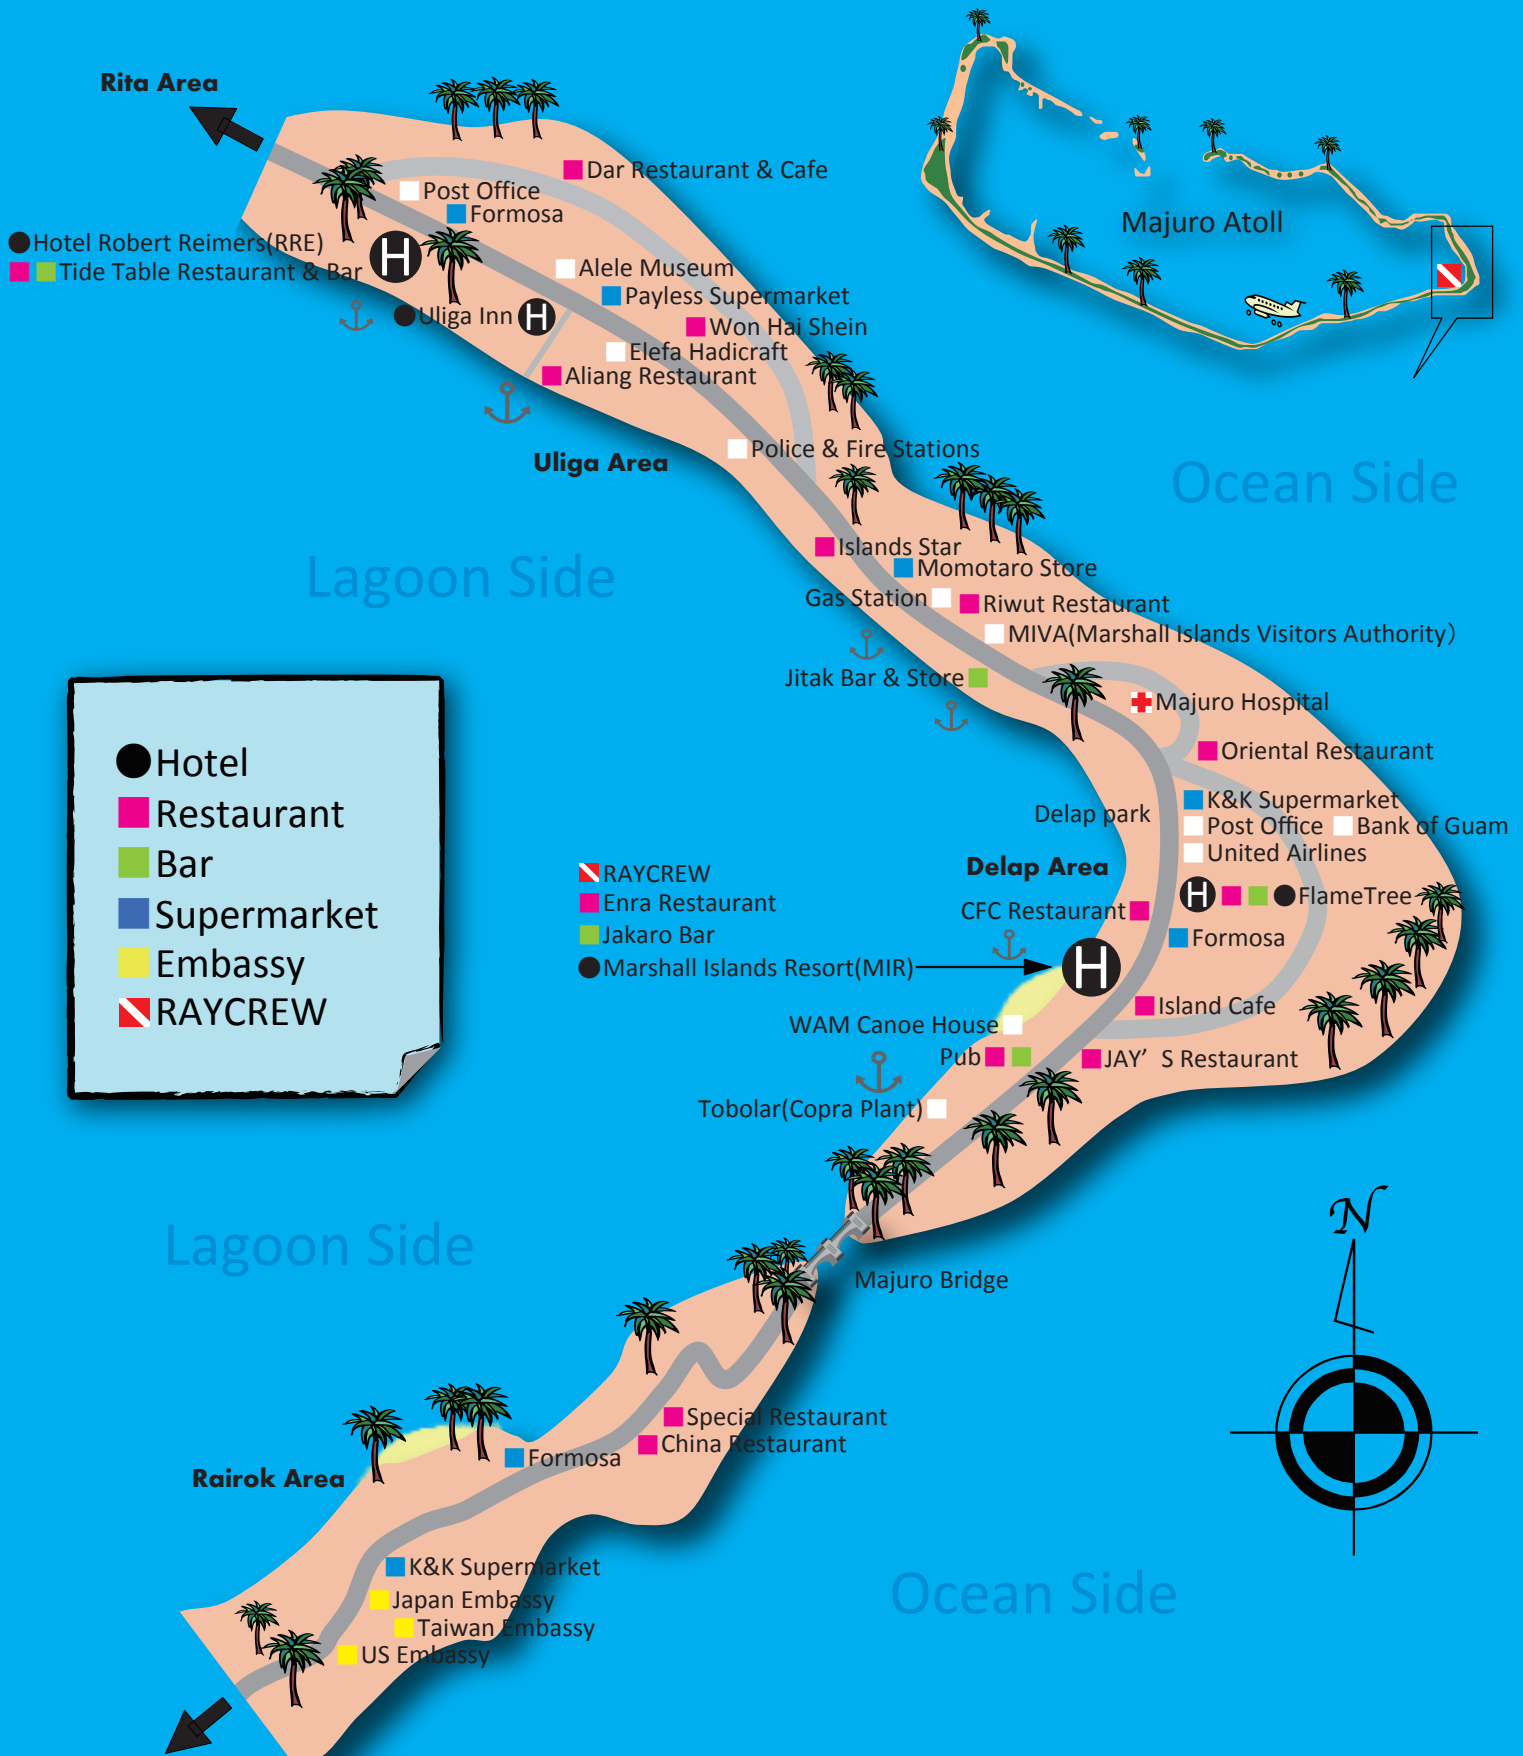 Rita Area
Dar Restaurant & Cafe
Post Office
Formosa
Hotel Robert Reimers(RRE)
H
Tide Table Restaurant & Bar
Alele Museum
Payless Supermarket
Uliga Inn H
Won Hai Shein
Elefa Hadicraft
Aliang Restaurant
Majuro Atoll
Police & Fire Stations
Uliga Area
Ocean Side
Lagoon Side
Islands Star
Momotaro Store
Gas Station
Riwut Restaurant
MIVA(Marshall Islands Visitors Authority)
Jitak Bar & Store
Majuro Hospital
Oriental Restaurant
Hotel
Restaurant
Bar
Supermarket
Embassy
RAYCREW
K&K Supermarket
Delap park
Post Office Bank of Guam
United Airlines
Delap Area
RAYCREW
Enra Restaurant
Jakaro Bar
Marshall Islands Resort(MIR)
H
H FlameTree
CFC Restaurant
Formosa
Island Cafe
WAM Canoe House
Pub
JAY' S Restaurant
Tobolar(Copra Plant)
Lagoon Side
Majuro Bridge
N
Special Restaurant
China Restaurant
Formosa
Rairok Area
K&K Supermarket
Japan Embassy
Taiwan Embassy
US Embassy
Ocean Side